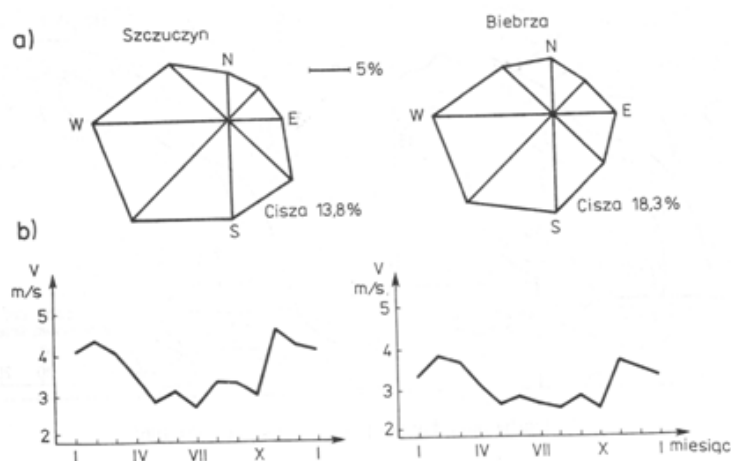 a)
Szczuczyn
Biebrza
N
N
5%
W
E
W
E
Cisza 13,8%
Cisza 18,3%
S
S
b)
V
m/s
5
4
3
2
I
IV
VII
X
I
V
m/s
5
4
3
2
I
IV
VII
X
I
miesiąc